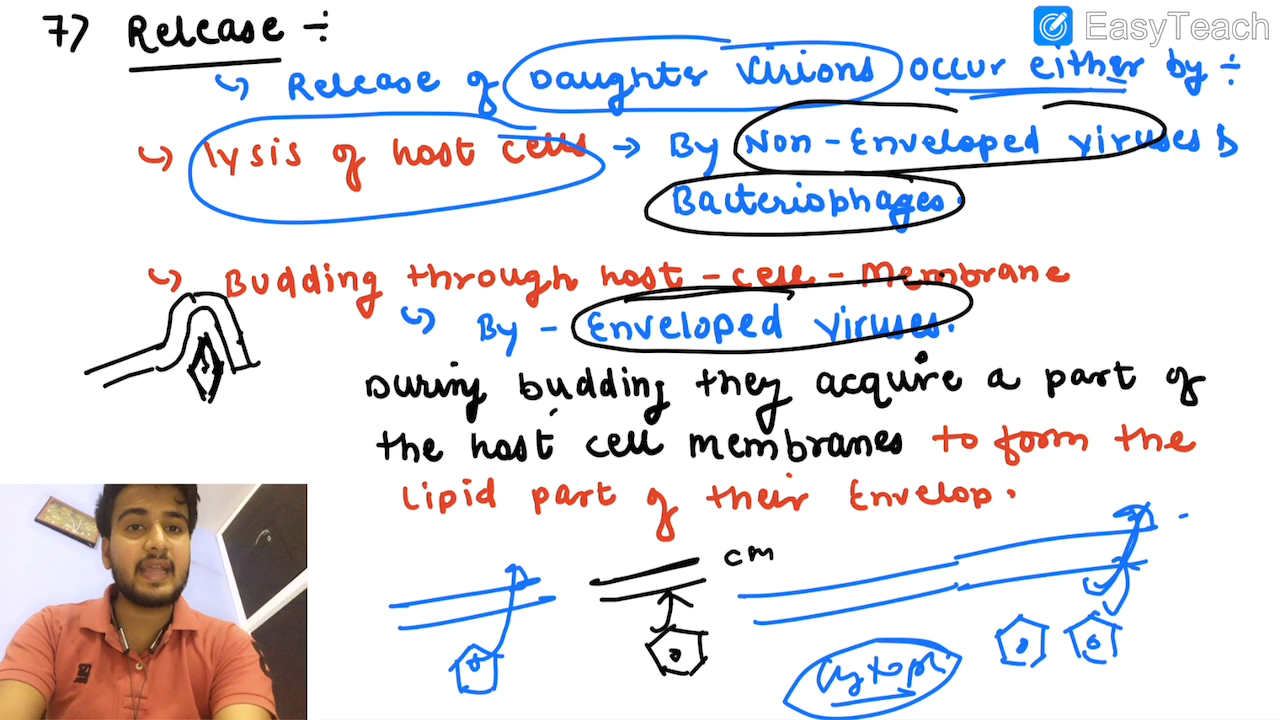 EasyTeach
7) Release ÷
↳ Release of Daughter Virions occur either by ÷
↳ lysis of host cells → By Non-Enveloped viruses &
Bacteriophages.
↳ Budding through host-cell-Membrane
↳ By - Enveloped viruses.
During budding they acquire a part of
the host cell membranes to form the
lipid part of their Envelop.
cm